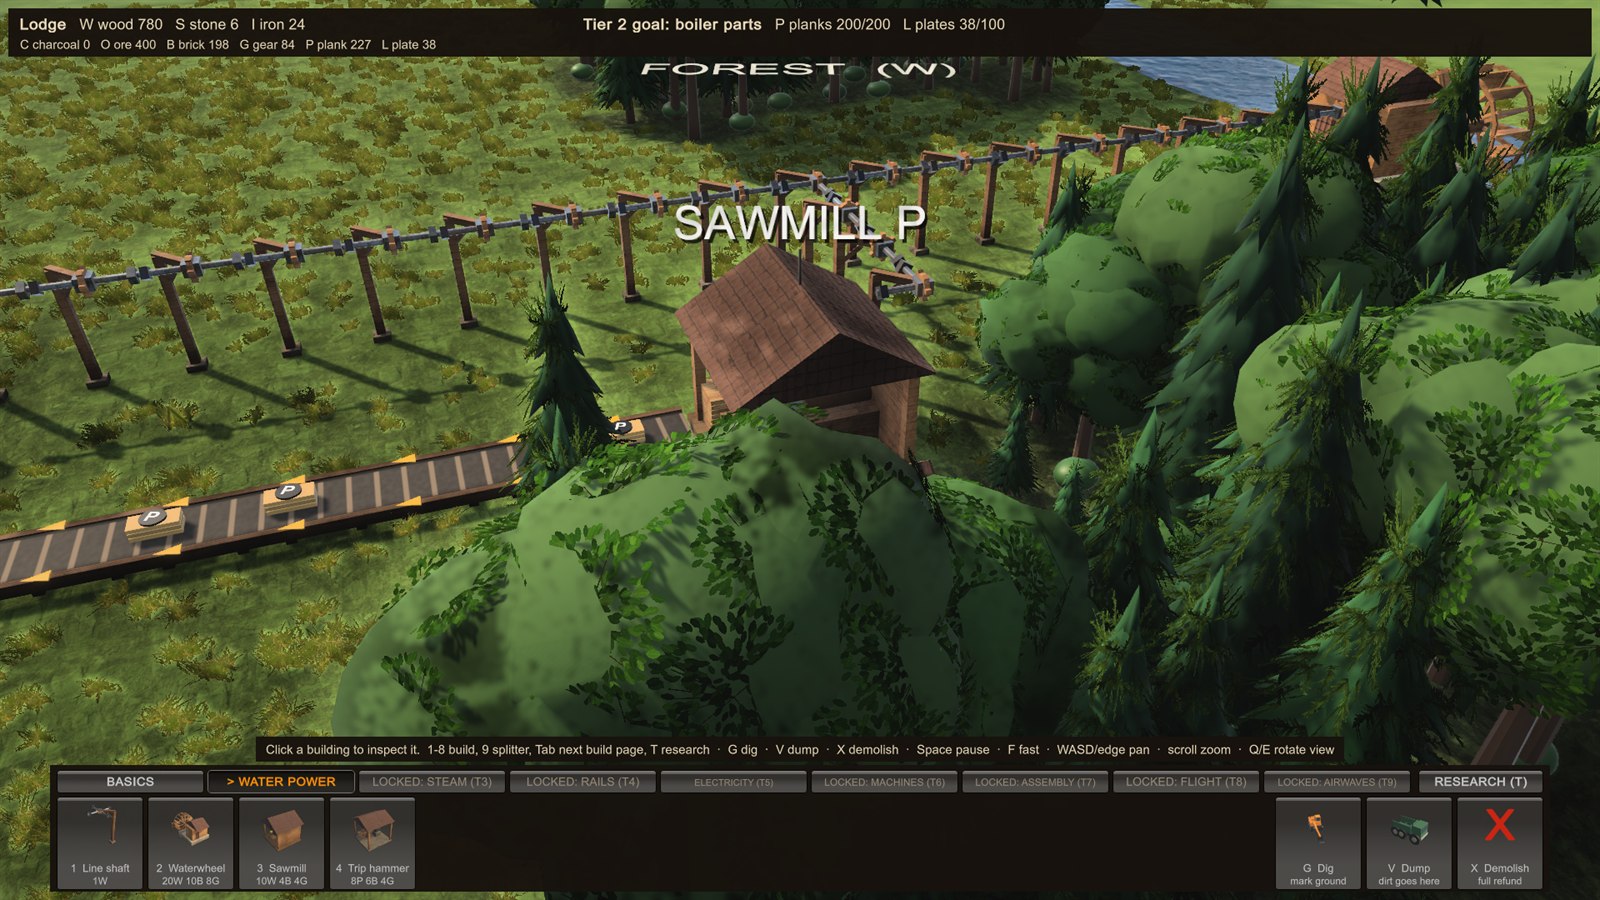 Lodge W wood 780 S stone 6 I iron 24
Tier 2 goal: boiler parts P planks 200/200 L plates 38/100
C charcoal 0 O ore 400 B brick 198 G gear 84 P plank 227 L plate 38
FOREST (W)
SAWMILL P
P
P
P
Click a building to inspect it. 1-8 build, 9 splitter, Tab next build page, T research · G dig · V dump · X demolish · Space pause · F fast · WASD/edge pan · scroll zoom · Q/E rotate view
BASICS
> WATER POWER
LOCKED: STEAM (T3)
LOCKED: RAILS (T4)
ELECTRICITY (T5)
LOCKED: MACHINES (T6)
LOCKED: ASSEMBLY (T7)
LOCKED: FLIGHT (T8)
LOCKED: AIRWAVES (T9)
RESEARCH (T)
1 Line shaft
1W
2 Waterwheel
20W 10B 8G
3 Sawmill
10W 4B 4G
4 Trip hammer
8P 6B 4G
G Dig
mark ground
V Dump
dirt goes here
X Demolish
full refund